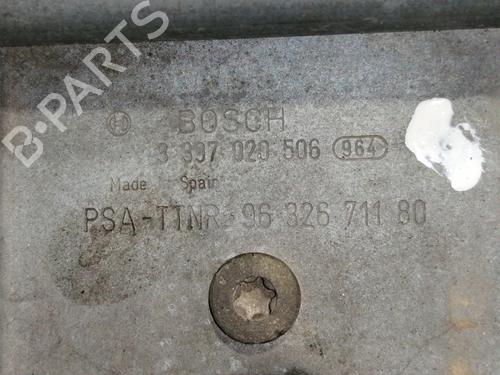 B-PARTS
BOSCH
3 397 020 506 964
Made Spain
PSA-TTNR 96 326 711 80